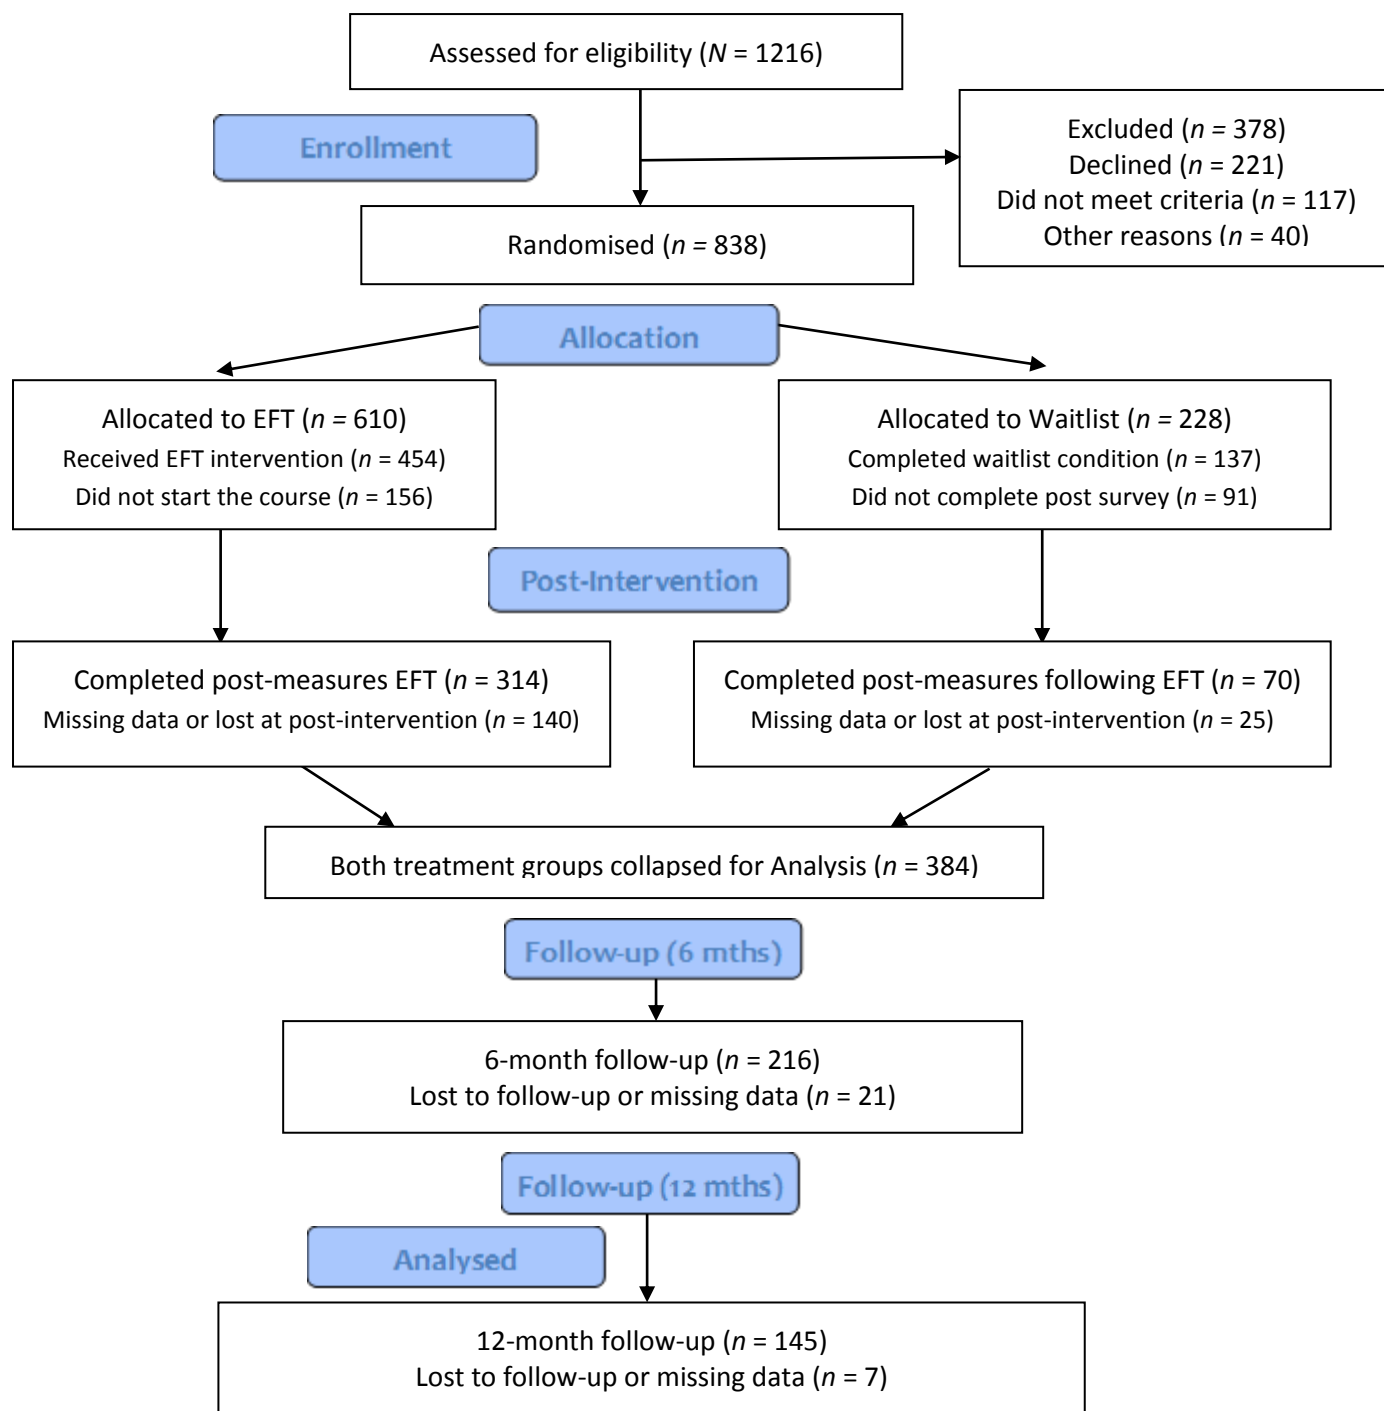 Assessed for eligibility (N = 1216)
Enrollment
Excluded (n = 378)
Declined (n = 221)
Did not meet criteria (n = 117)
Other reasons (n = 40)
Randomised (n = 838)
Allocation
Allocated to EFT (n = 610)
Received EFT intervention (n = 454)
Did not start the course (n = 156)
Allocated to Waitlist (n = 228)
Completed waitlist condition (n = 137)
Did not complete post survey (n = 91)
Post-Intervention
Completed post-measures EFT (n = 314)
Missing data or lost at post-intervention (n = 140)
Completed post-measures following EFT (n = 70)
Missing data or lost at post-intervention (n = 25)
Both treatment groups collapsed for Analysis (n = 384)
Follow-up (6 mths)
6-month follow-up (n = 216)
Lost to follow-up or missing data (n = 21)
Follow-up (12 mths)
Analysed
12-month follow-up (n = 145)
Lost to follow-up or missing data (n = 7)